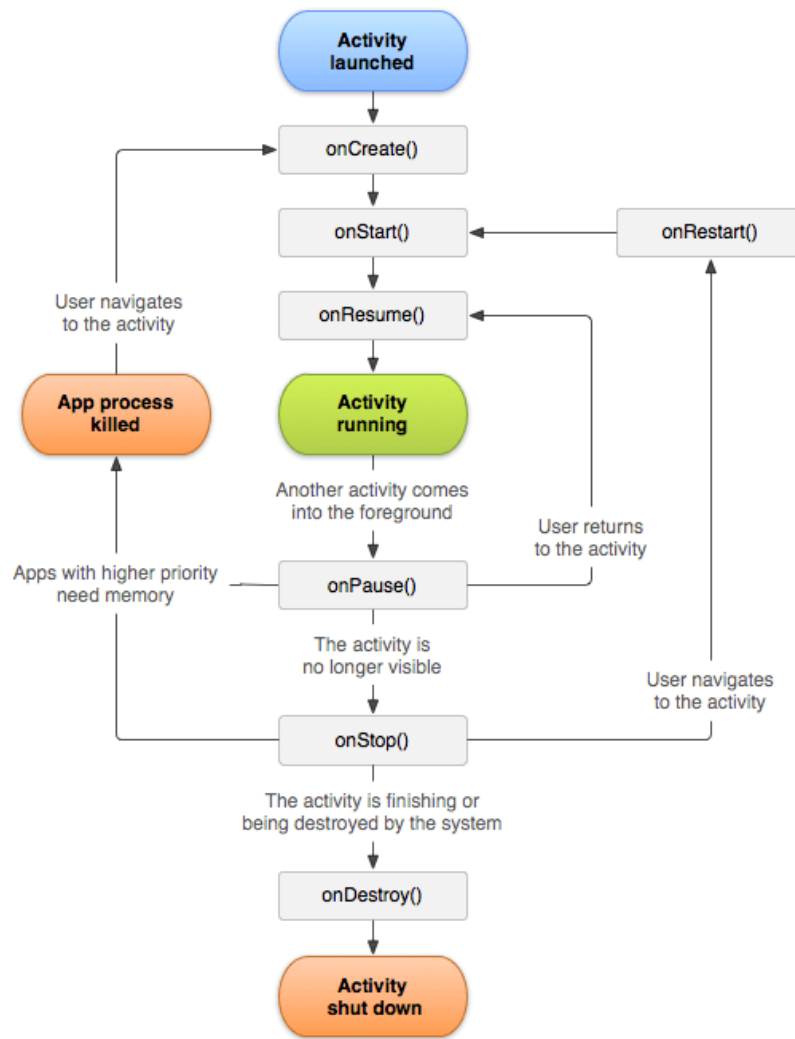 Activity
launched
onCreate()
onStart()
onRestart()
User navigates
to the activity
onResume()
App process
killed
Activity
running
Another activity comes
into the foreground
User returns
to the activity
Apps with higher priority
need memory
onPause()
The activity is
no longer visible
User navigates
to the activity
onStop()
The activity is finishing or
being destroyed by the system
onDestroy()
Activity
shut down